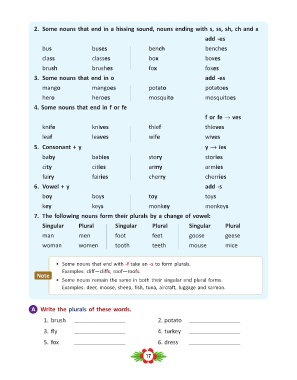 2. Some nouns that end in a hissing sound, nouns ending with s, ss, sh, ch and x
add -es
bus buses bench benches
class classes box boxes
brush brushes fox foxes
3. Some nouns that end in o add -es
mango mangoes potato potatoes
hero heroes mosquito mosquitoes
4. Some nouns that end in f or fe
f or fe → ves
knife knives thief thieves
leaf leaves wife wives
5. Consonant + y y → ies
baby babies story stories
city cities army armies
fairy fairies cherry cherries
6. Vowel + y add -s
boy boys toy toys
key keys monkey monkeys
7. The following nouns form their plurals by a change of vowel:
Singular Plural Singular Plural Singular Plural
man men foot feet goose geese
woman women tooth teeth mouse mice
• Some nouns that end with -f take an -s to form plurals.
Examples: cliff—cliffs, roof—roofs.
Note
• Some nouns remain the same in both their singular and plural forms.
Examples: deer, moose, sheep, fish, tuna, aircraft, luggage and salmon.
A Write the plurals of these words.
1. brush 2. potato
3. fly 4. turkey
5. fox 6. dress
17